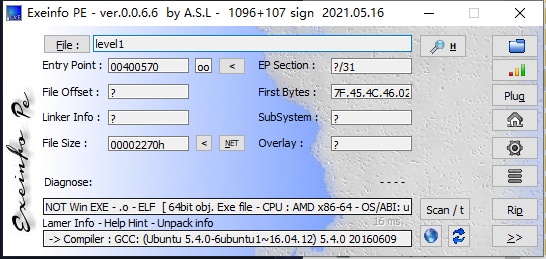 Exeinfo PE - ver.0.0.6.6 by A.S.L - 1096+107 sign 2021.05.16
File : level1 H
Entry Point : 00400570 oo < EP Section : ?/31
File Offset : ? First Bytes : 7F.45.4C.46.02
Linker Info : ? SubSystem : ? Plug
File Size : 00002270h < NET Overlay : ?
Diagnose: ----
NOT Win EXE - .o - ELF [ 64bit obj. Exe file - CPU : AMD x86-64 - OS/ABI: u Scan / t Rip
Lamer Info - Help Hint - Unpack info 16 ms.
-> Compiler : GCC: (Ubuntu 5.4.0-6ubuntu1~16.04.12) 5.4.0 20160609 >>
Exeinfo Pe